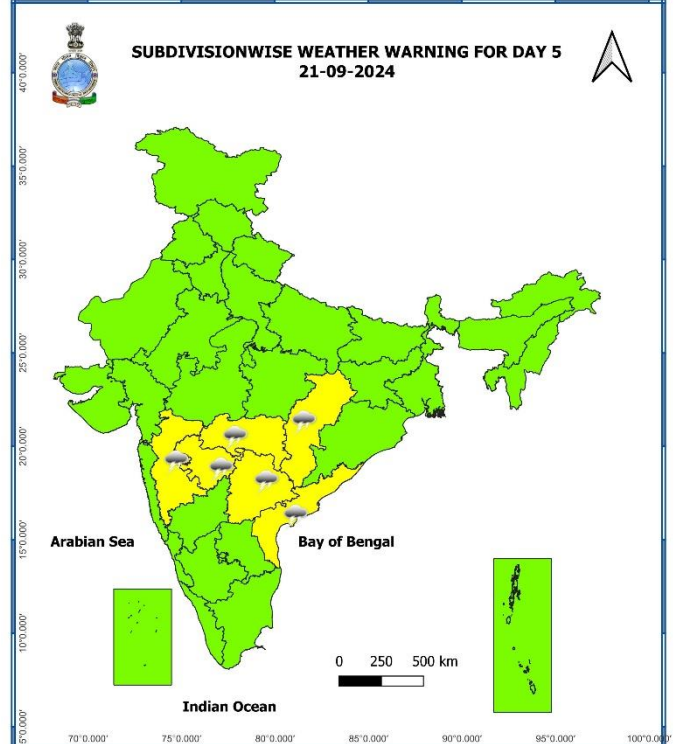 SUBDIVISIONWISE WEATHER WARNING FOR DAY 5
21-09-2024
40°0.000'
35°0.000'
30°0.000'
25°0.000'
20°0.000'
15°0.000'
10°0.000'
5°0.000'
Arabian Sea
Bay of Bengal
0 250 500 km
Indian Ocean
70°0.000' 75°0.000' 80°0.000' 85°0.000' 90°0.000' 95°0.000' 100°0.000'